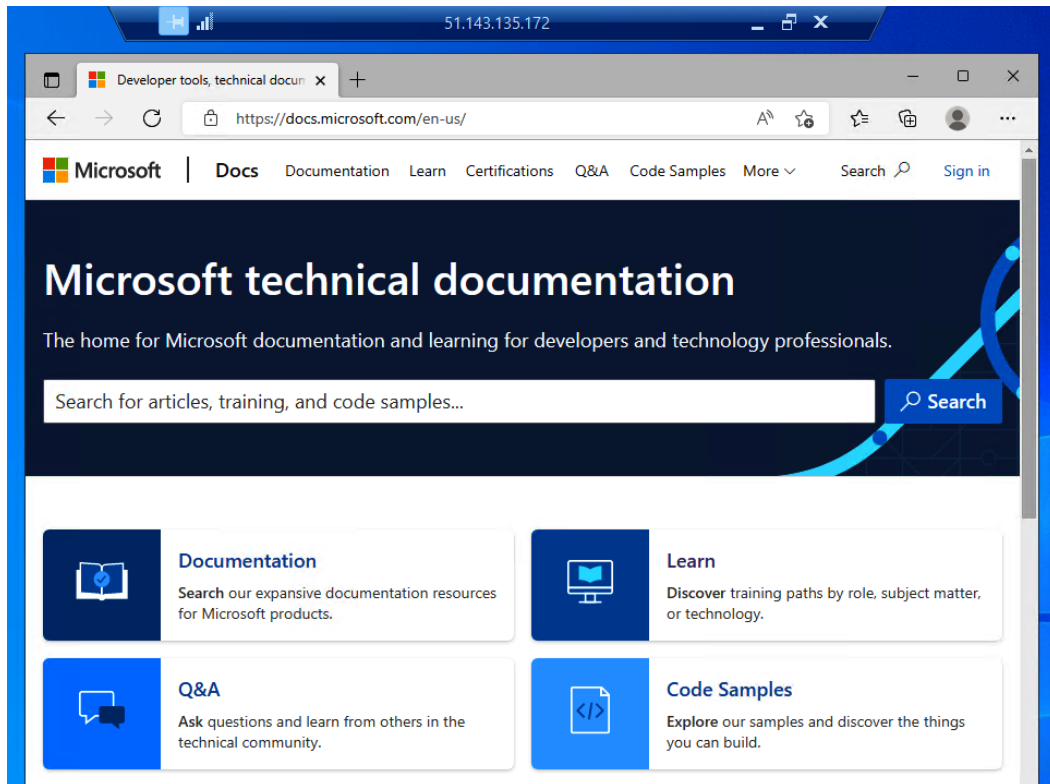 51.143.135.172
Developer tools, technical docun
https://docs.microsoft.com/en-us/
Microsoft | Docs Documentation Learn Certifications Q&A Code Samples More Search Sign in
Microsoft technical documentation
The home for Microsoft documentation and learning for developers and technology professionals.
Search for articles, training, and code samples... Search
Documentation
Search our expansive documentation resources
for Microsoft products.
Learn
Discover training paths by role, subject matter,
or technology.
Q&A
Ask questions and learn from others in the
technical community.
Code Samples
Explore our samples and discover the things
you can build.